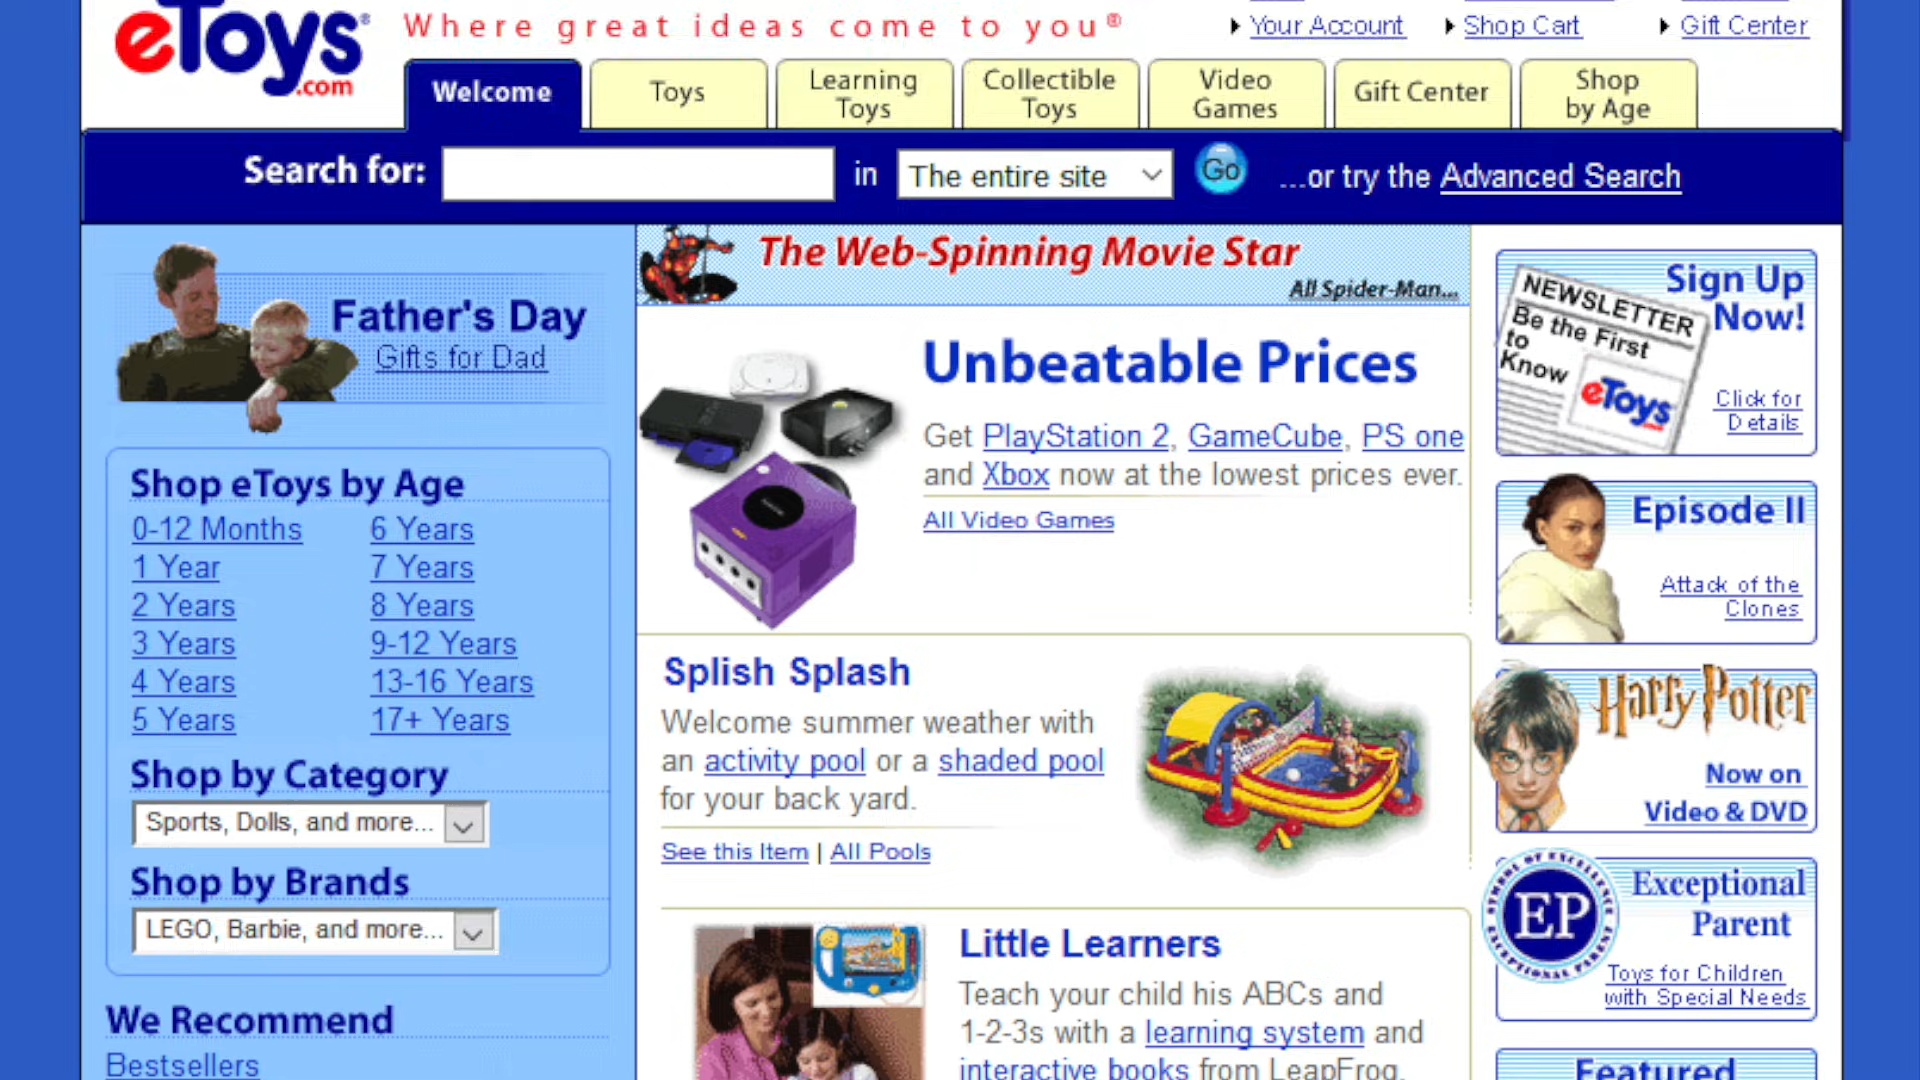 eToys®
.com
Where great ideas come to you®
Your Account
Shop Cart
Gift Center
Welcome
Toys
Learning
Toys
Collectible
Toys
Video
Games
Gift Center
Shop
by Age
Search for:
in
The entire site
Go
...or try the Advanced Search
Father's Day
Gifts for Dad
Shop eToys by Age
0-12 Months
6 Years
1 Year
7 Years
2 Years
8 Years
3 Years
9-12 Years
4 Years
13-16 Years
5 Years
17+ Years
Shop by Category
Sports, Dolls, and more...
Shop by Brands
LEGO, Barbie, and more...
We Recommend
Bestsellers
The Web-Spinning Movie Star
All Spider-Man...
Unbeatable Prices
Get PlayStation 2, GameCube, PS one
and Xbox now at the lowest prices ever.
All Video Games
Splish Splash
Welcome summer weather with
an activity pool or a shaded pool
for your back yard.
See this Item | All Pools
Little Learners
Teach your child his ABCs and
1-2-3s with a learning system and
interactive books from LeapFrog.
Sign Up
Now!
NEWSLETTER
Be the First
to
Know
eToys
Click for
Details
Episode II
Attack of the
Clones
Harry Potter
Now on
Video & DVD
SYMBOL OF EXCELLENCE
EP
EXCEPTIONAL PARENT
Exceptional
Parent
Toys for Children
with Special Needs
Featured